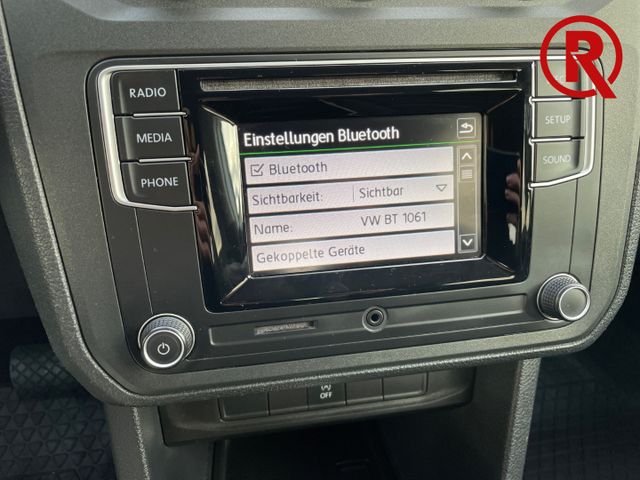 R
RADIO
MEDIA
PHONE
SETUP
SOUND
Einstellungen Bluetooth
Bluetooth
Sichtbarkeit: Sichtbar
Name: VW BT 1061
Gekoppelte Geräte
OFF